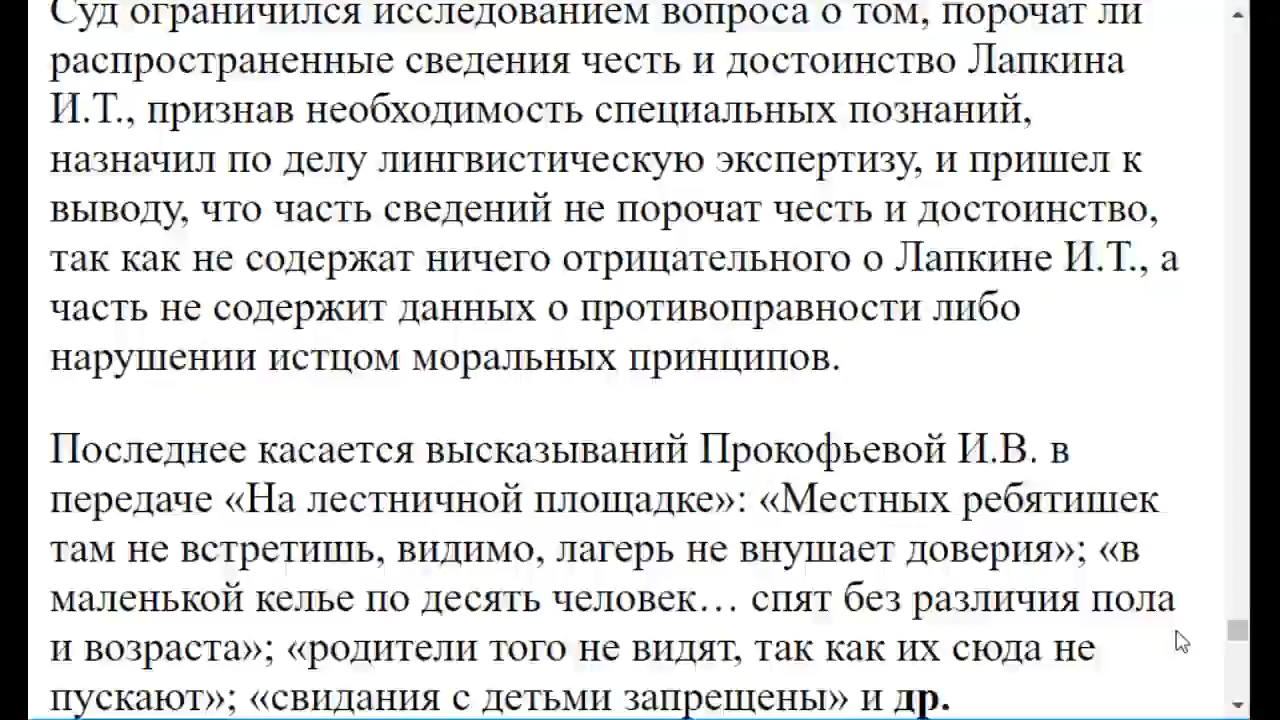 Суд ограничился исследованием вопроса о том, порочат ли
распространенные сведения честь и достоинство Лапкина
И.Т., признав необходимость специальных познаний,
назначил по делу лингвистическую экспертизу, и пришел к
выводу, что часть сведений не порочат честь и достоинство,
так как не содержат ничего отрицательного о Лапкине И.Т., а
часть не содержит данных о противоправности либо
нарушении истцом моральных принципов.
Последнее касается высказываний Прокофьевой И.В. в
передаче «На лестничной площадке»: «Местных ребятишек
там не встретишь, видимо, лагерь не внушает доверия»; «в
маленькой келье по десять человек… спят без различия пола
и возраста»; «родители того не видят, так как их сюда не
пускают»; «свидания с детьми запрещены» и др.